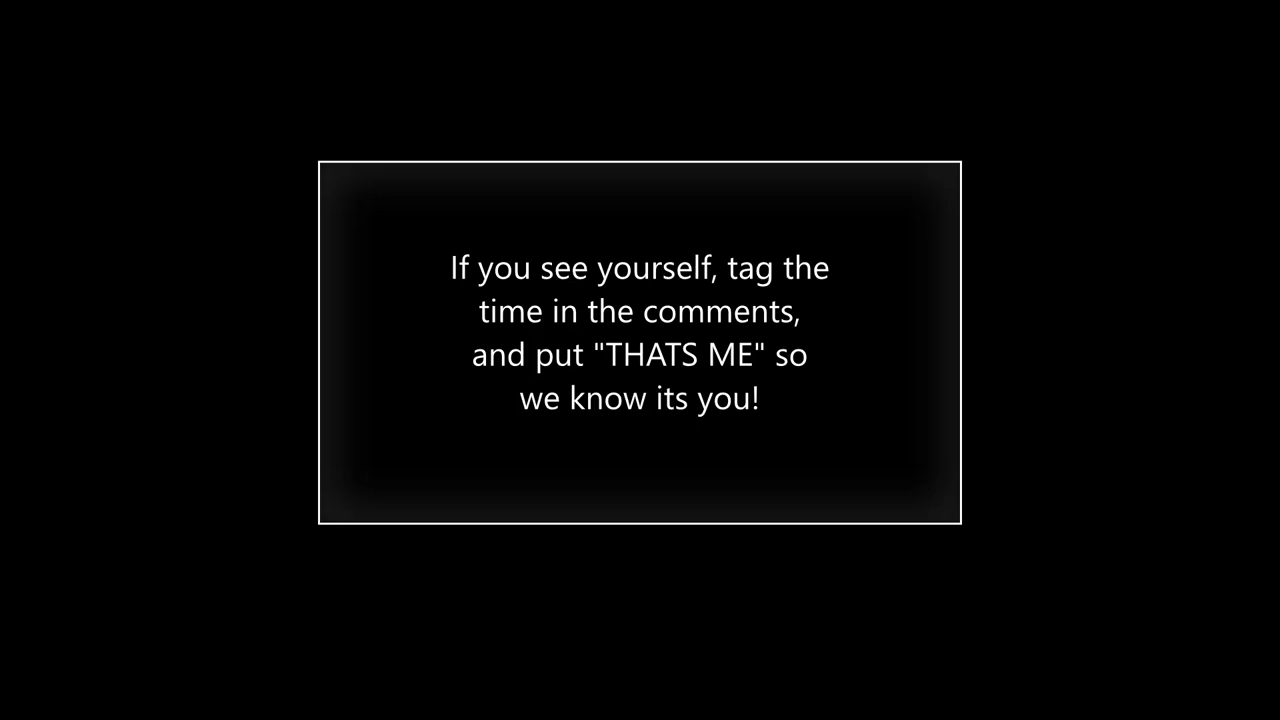 If you see yourself, tag the
time in the comments,
and put "THATS ME" so
we know its you!